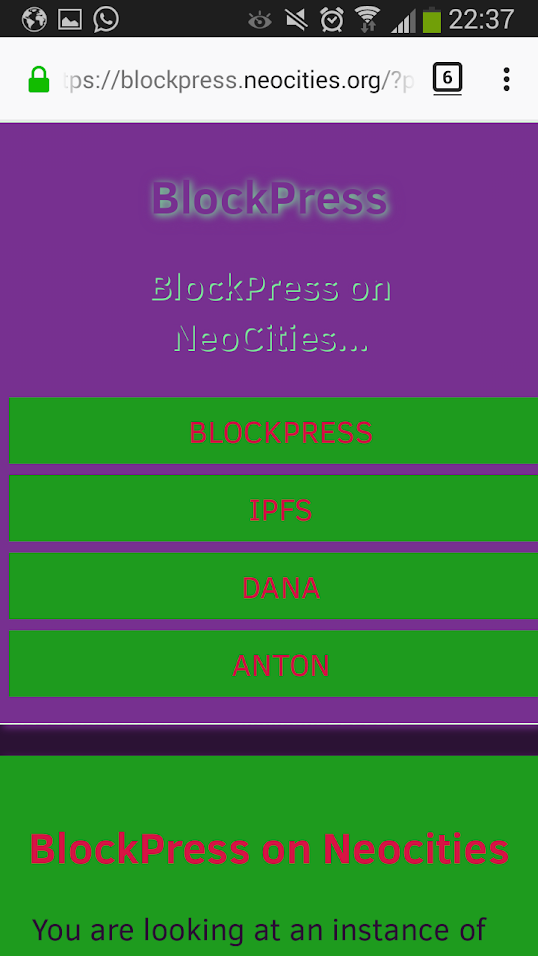 22:37
tps://blockpress.neocities.org/?p
6
BlockPress
BlockPress on
NeoCities...
BLOCKPRESS
IPFS
DANA
ANTON
BlockPress on Neocities
You are looking at an instance of